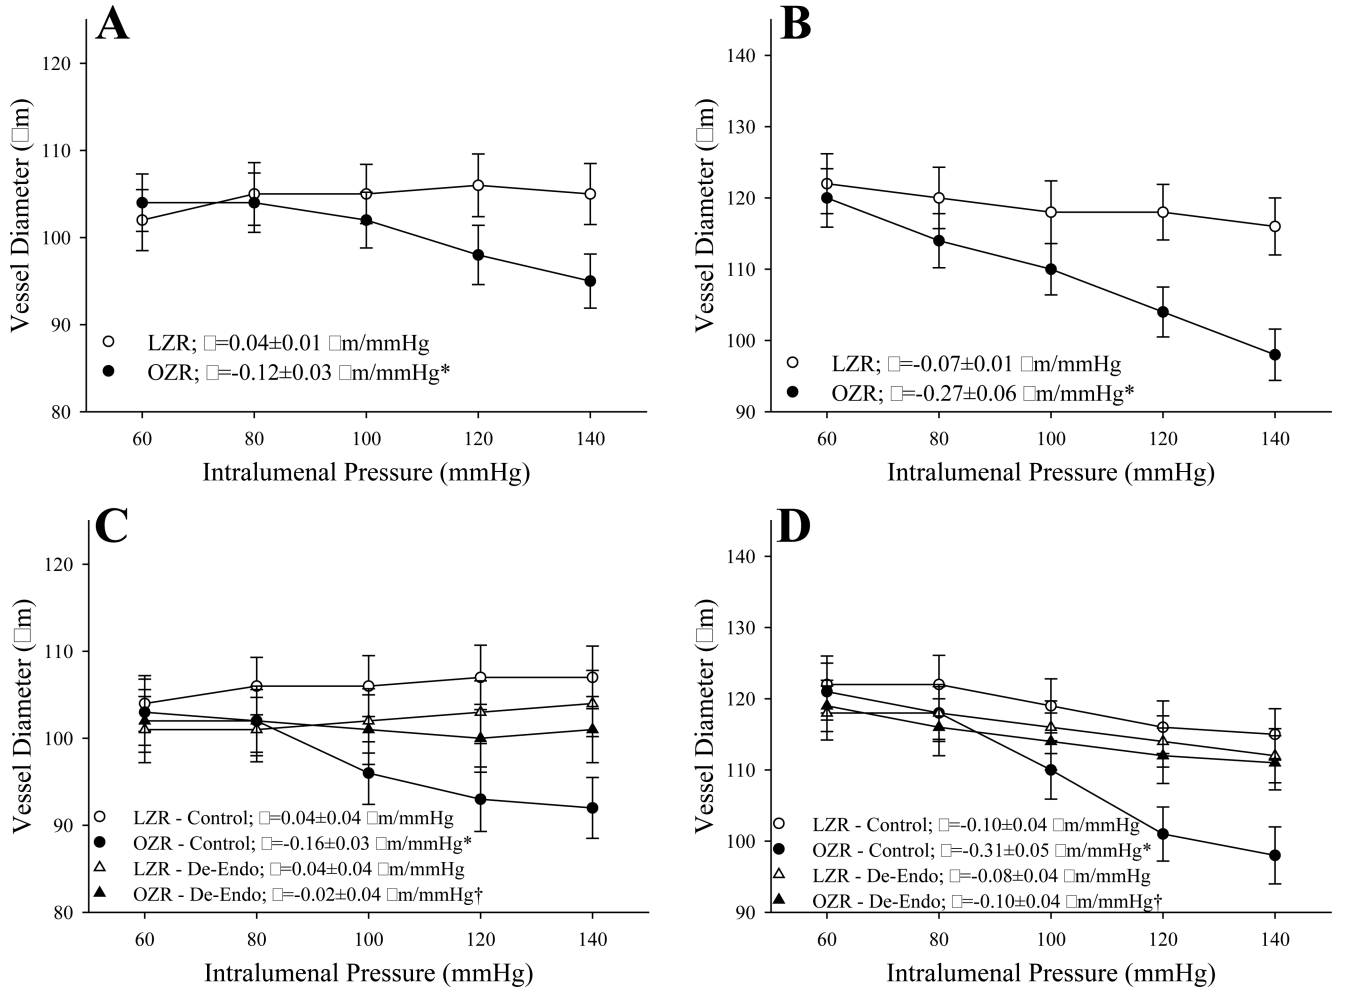 A
120
110
100
90
80
Vessel Diameter (□m)
LZR; □=0.04±0.01 □m/mmHg
OZR; □=-0.12±0.03 □m/mmHg*
60 80 100 120 140
Intralumenal Pressure (mmHg)
B
140
130
120
110
100
90
Vessel Diameter (□m)
LZR; □=-0.07±0.01 □m/mmHg
OZR; □=-0.27±0.06 □m/mmHg*
60 80 100 120 140
Intralumenal Pressure (mmHg)
C
120
110
100
90
80
Vessel Diameter (□m)
LZR - Control; □=0.04±0.04 □m/mmHg
OZR - Control; □=-0.16±0.03 □m/mmHg*
LZR - De-Endo; □=0.04±0.04 □m/mmHg
OZR - De-Endo; □=-0.02±0.04 □m/mmHg†
60 80 100 120 140
Intralumenal Pressure (mmHg)
D
140
130
120
110
100
90
Vessel Diameter (□m)
LZR - Control; □=-0.10±0.04 □m/mmHg
OZR - Control; □=-0.31±0.05 □m/mmHg*
LZR - De-Endo; □=-0.08±0.04 □m/mmHg
OZR - De-Endo; □=-0.10±0.04 □m/mmHg†
60 80 100 120 140
Intralumenal Pressure (mmHg)